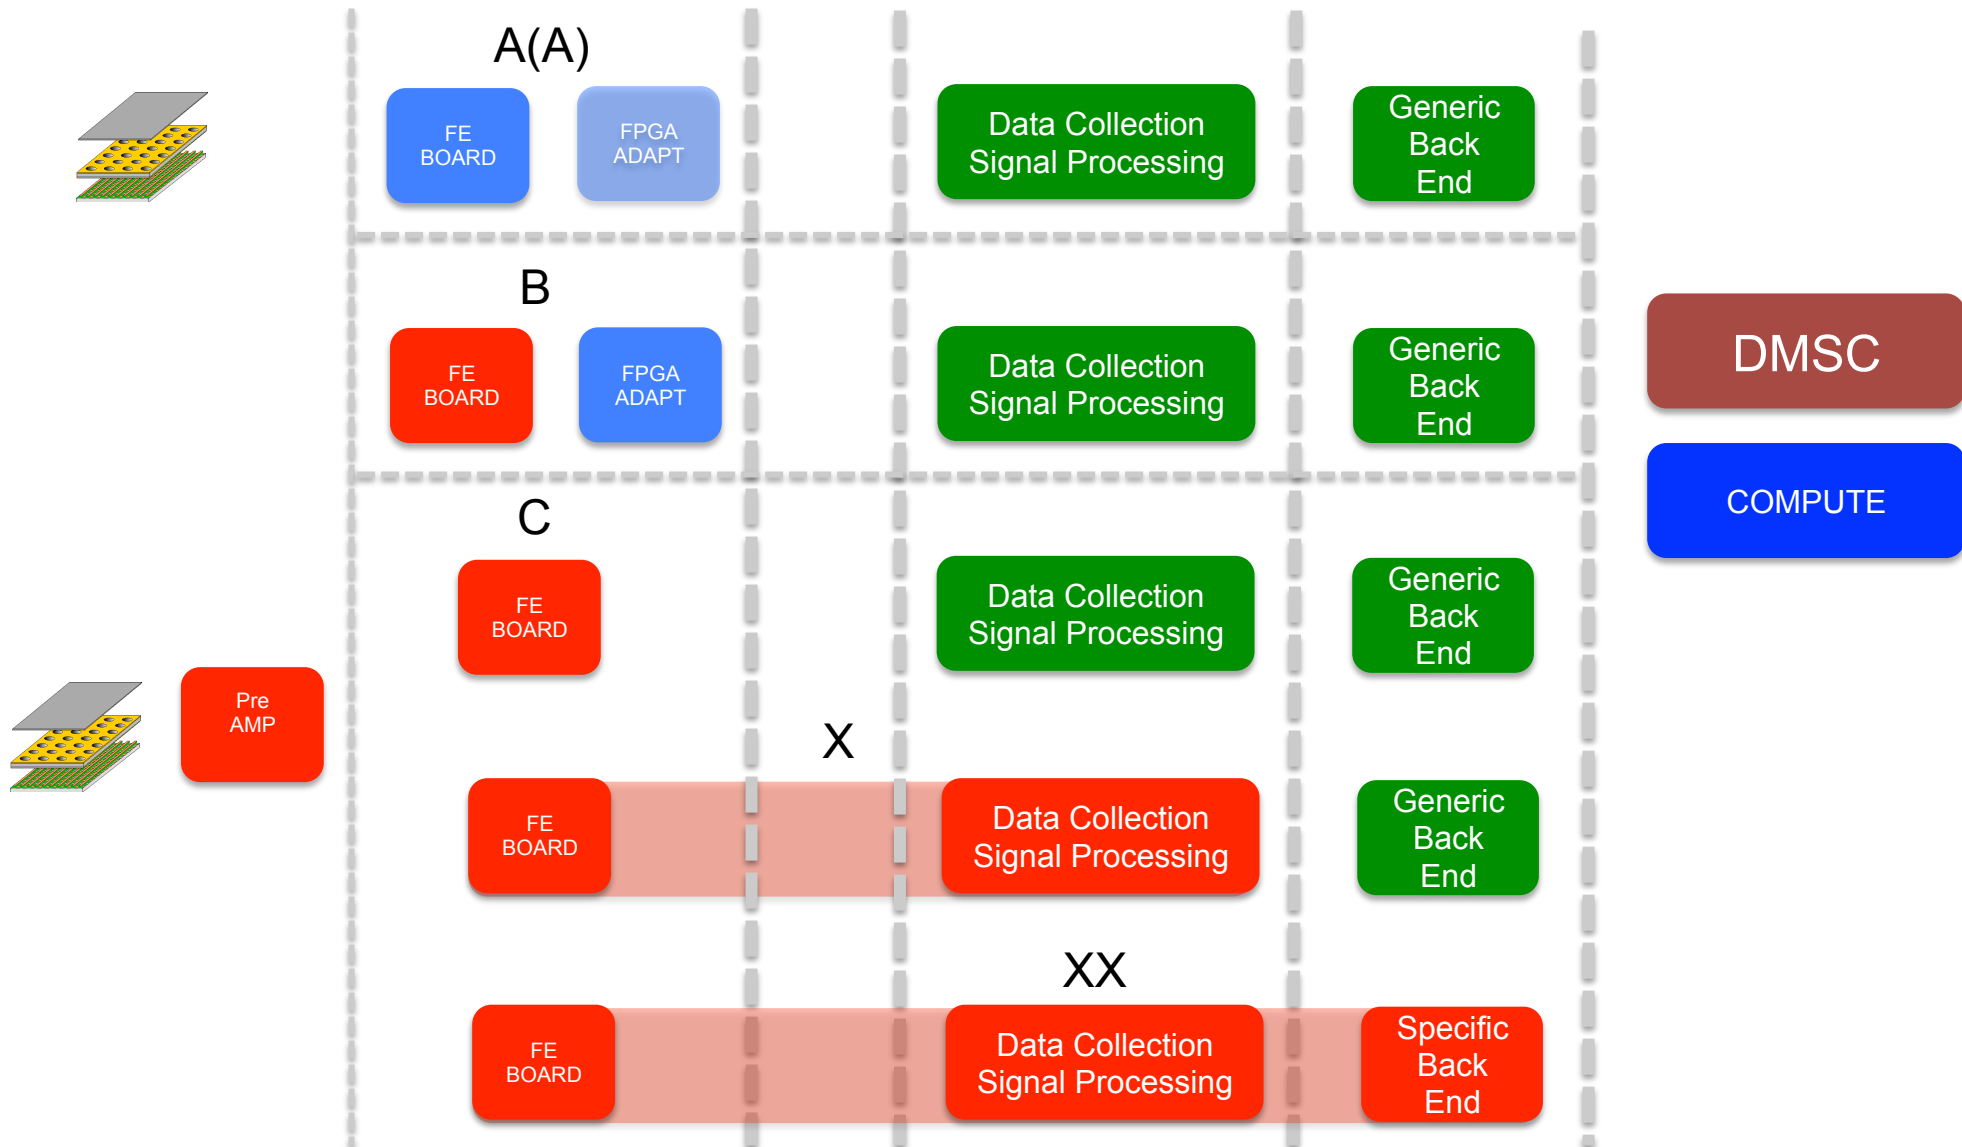 A(A)
FE
BOARD
FPGA
ADAPT
Data Collection
Signal Processing
Generic
Back
End
B
FE
BOARD
FPGA
ADAPT
Data Collection
Signal Processing
Generic
Back
End
DMSC
COMPUTE
C
FE
BOARD
Data Collection
Signal Processing
Generic
Back
End
Pre
AMP
X
FE
BOARD
Data Collection
Signal Processing
Generic
Back
End
XX
FE
BOARD
Data Collection
Signal Processing
Specific
Back
End